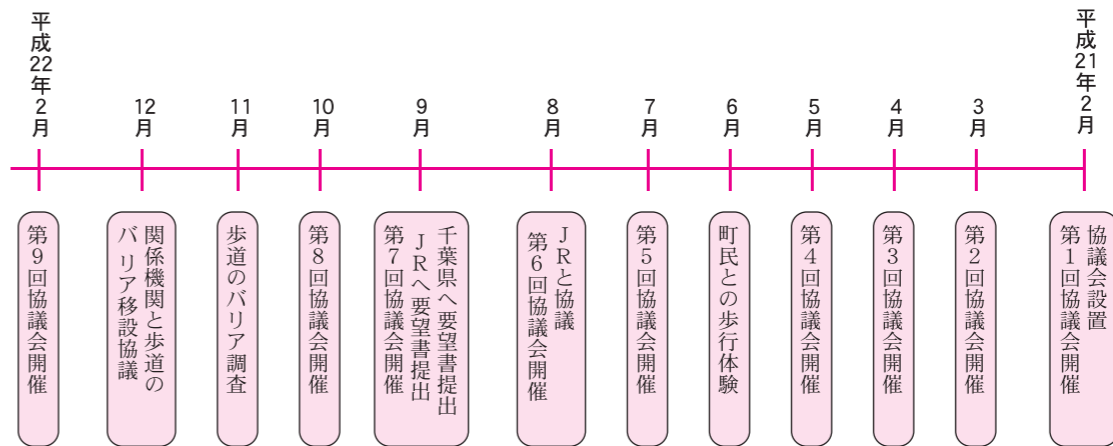 平成21年2月
協議会設置
第1回協議会開催
3月
第2回協議会開催
4月
第3回協議会開催
5月
第4回協議会開催
6月
町民との歩行体験
7月
第5回協議会開催
8月
JRと協議
第6回協議会開催
9月
千葉県へ要望書提出
JRへ要望書提出
第7回協議会開催
10月
第8回協議会開催
11月
歩道のバリア調査
12月
関係機関と歩道の
バリア移設協議
平成22年2月
第9回協議会開催